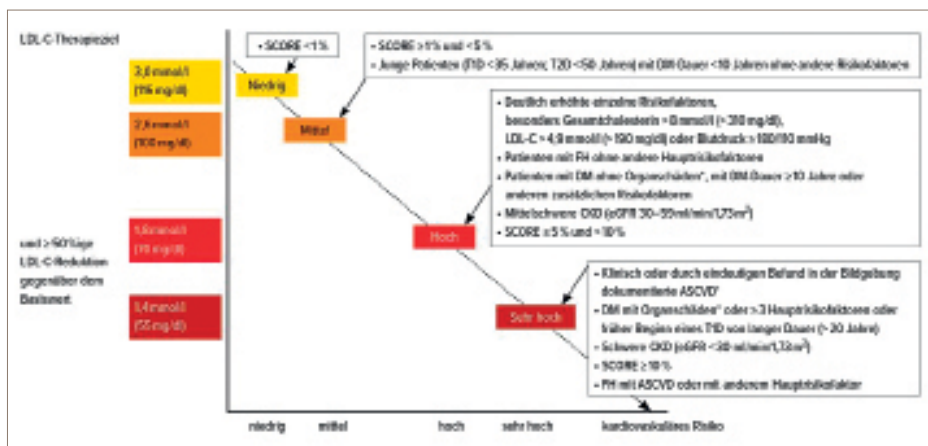 LDL-C-Therapieziel
• SCORE <1%
• SCORE ≥1% und <5%
• Junge Patienten (T1D <35 Jahren; T2D <50 Jahren) mit DM-Dauer <10 Jahren ohne andere Risikofaktoren
3,0 mmol/l
(116 mg/dl)
Niedrig
2,6 mmol/l
(100 mg/dl)
Mittel
• Deutlich erhöhte einzelne Risikofaktoren,
besonders Gesamtcholesterin > 8 mmol/l (> 310 mg/dl),
LDL-C > 4,9 mmol/l (> 190 mg/dl) oder Blutdruck ≥ 180/110 mmHg
• Patienten mit FH ohne andere Hauptrisikofaktoren
• Patienten mit DM ohne Organschäden*, mit DM-Dauer ≥10 Jahre oder
anderen zusätzlichen Risikofaktoren
• Mittelschwere CKD (eGFR 30–59 ml/min/1,73 m²)
• SCORE ≥ 5% und < 10%
1,8 mmol/l
(70 mg/dl)
Hoch
und ≥50%ige
LDL-C-Reduktion
gegenüber dem
Basiswert
1,4 mmol/l
(55 mg/dl)
Sehr hoch
• Klinisch oder durch eindeutigen Befund in der Bildgebung
dokumentierte ASCVD
• DM mit Organschäden* oder ≥3 Hauptrisikofaktoren oder
früher Beginn eines T1D von langer Dauer (> 20 Jahre)
• Schwere CKD (eGFR <30 ml/min/1,73 m²)
• SCORE ≥ 10%
• FH mit ASCVD oder mit anderem Hauptrisikofaktor
niedrig mittel hoch sehr hoch kardiovaskuläres Risiko